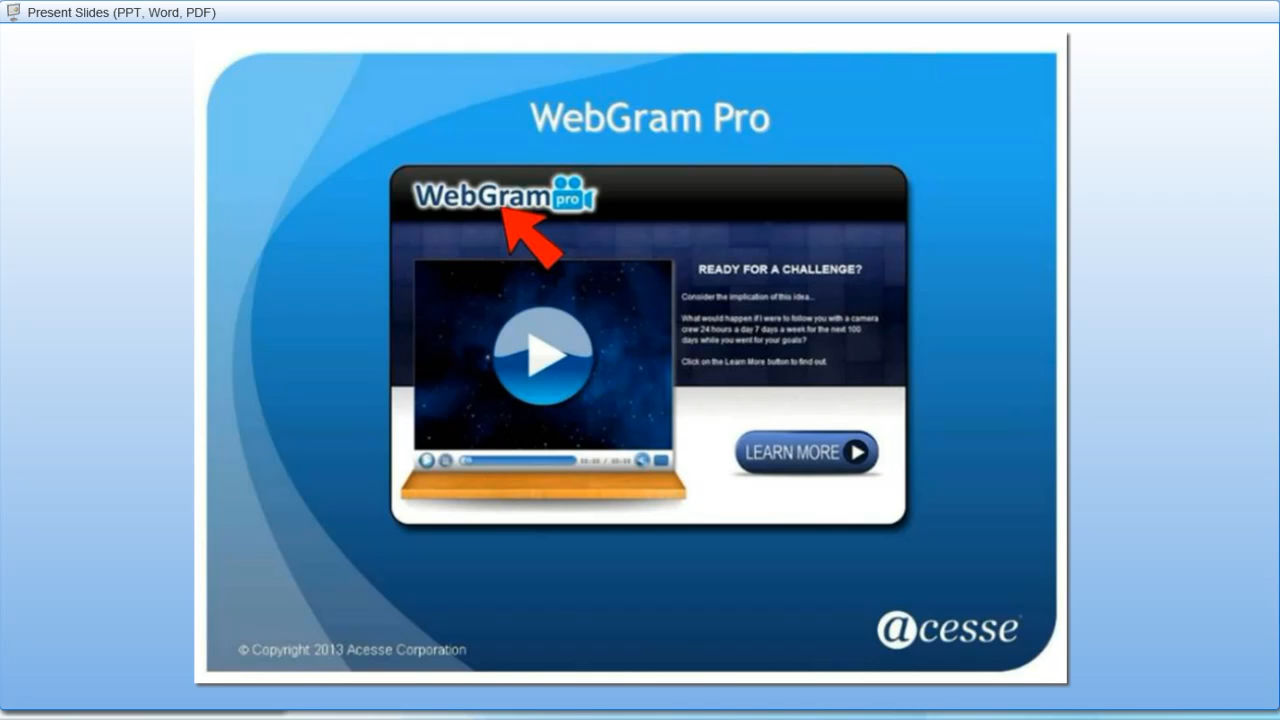 Present Slides (PPT, Word, PDF)
WebGram Pro
WebGram pro
READY FOR A CHALLENGE?
Consider the implication of this idea...
What would happen if I were to follow you with a camera
crew 24 hours a day 7 days a week for the next 100
days while you went for your goals?
Click on the Learn More button to find out.
LEARN MORE
acesse
© Copyright 2013 Acesse Corporation